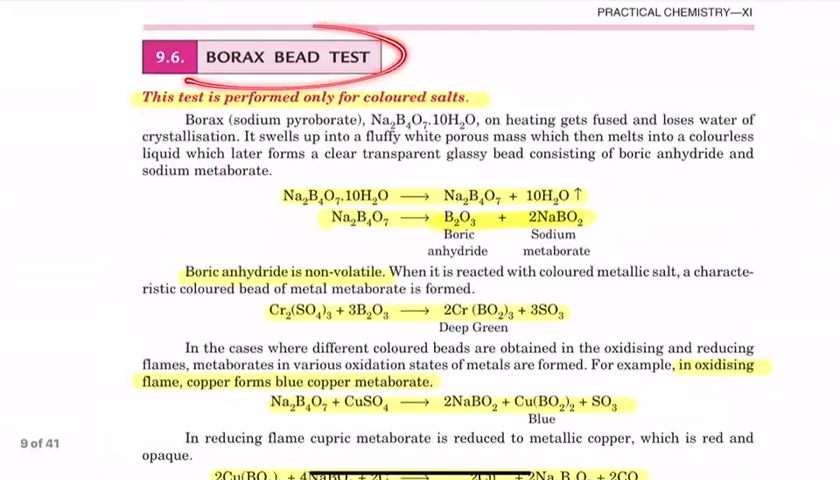 PRACTICAL CHEMISTRY—XI
9.6. BORAX BEAD TEST
This test is performed only for coloured salts.
Borax (sodium pyroborate), Na₂B₄O₇.10H₂O, on heating gets fused and loses water of
crystallisation. It swells up into a fluffy white porous mass which then melts into a colourless
liquid which later forms a clear transparent glassy bead consisting of boric anhydride and
sodium metaborate.
Na₂B₄O₇.10H₂O ⟶ Na₂B₄O₇ + 10H₂O ↑
Na₂B₄O₇ ⟶ B₂O₃ + 2NaBO₂
Boric Sodium
anhydride metaborate
Boric anhydride is non-volatile. When it is reacted with coloured metallic salt, a characte-
ristic coloured bead of metal metaborate is formed.
Cr₂(SO₄)₃ + 3B₂O₃ ⟶ 2Cr (BO₂)₃ + 3SO₃
Deep Green
In the cases where different coloured beads are obtained in the oxidising and reducing
flames, metaborates in various oxidation states of metals are formed. For example, in oxidising
flame, copper forms blue copper metaborate.
Na₂B₄O₇ + CuSO₄ ⟶ 2NaBO₂ + Cu(BO₂)₂ + SO₃
Blue
9 of 41
In reducing flame cupric metaborate is reduced to metallic copper, which is red and
opaque.